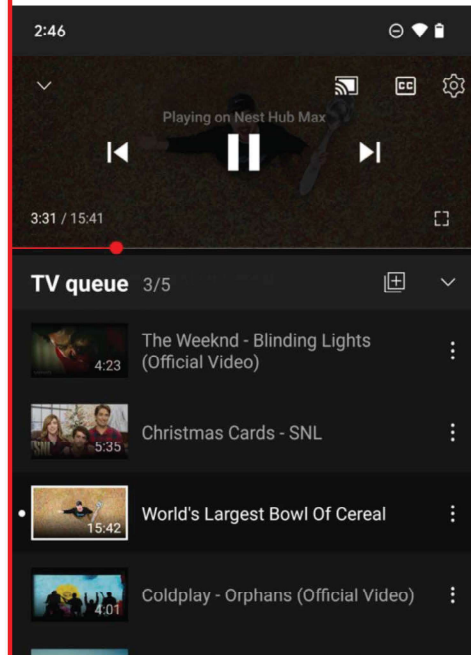 2:46
CC
Playing on Nest Hub Max
3:31 / 15:41
TV queue 3/5
The Weeknd - Blinding Lights
(Official Video)
4:23
Christmas Cards - SNL
SNL
5:35
World's Largest Bowl Of Cereal
15:42
Coldplay - Orphans (Official Video)
4:01